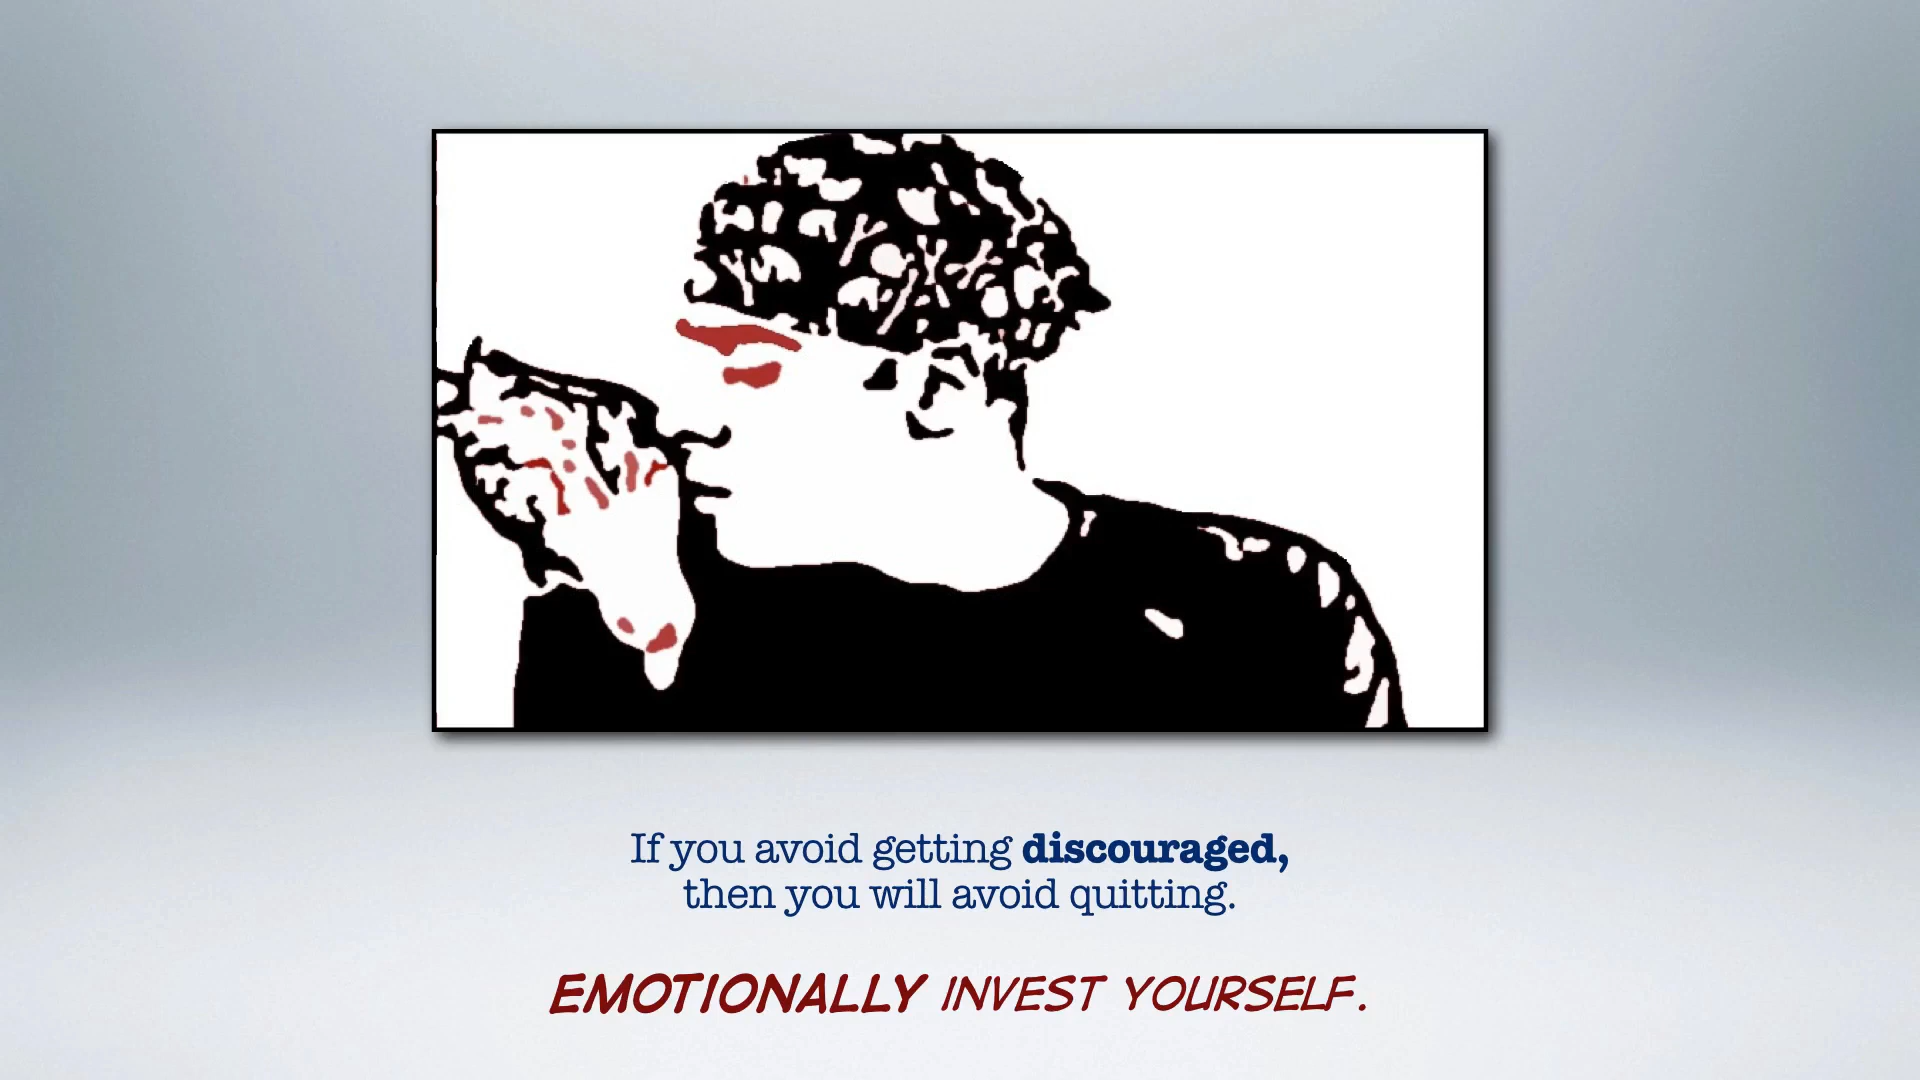 If you avoid getting discouraged,
then you will avoid quitting.
EMOTIONALLY INVEST YOURSELF.